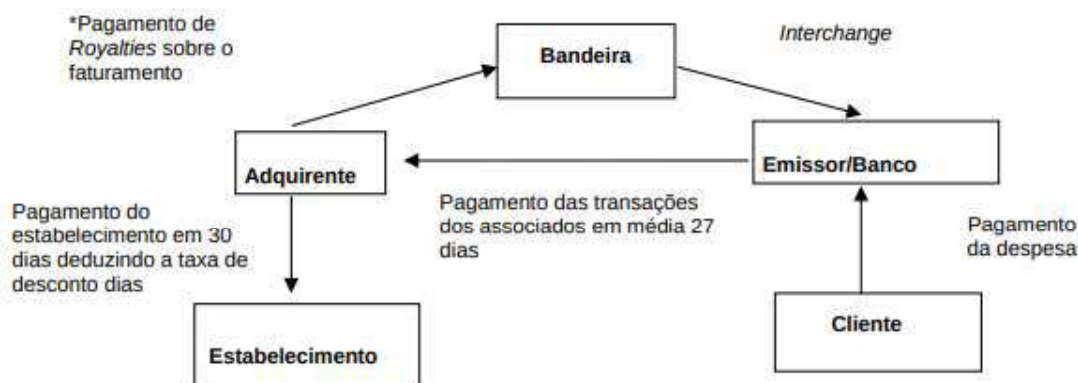 *Pagamento de
Royalties sobre o
faturamento
Bandeira
Interchange
Adquirente
Emissor/Banco
Pagamento do
estabelecimento em 30
dias deduzindo a taxa de
desconto dias
Pagamento das transações
dos associados em média 27
dias
Pagamento
da despesa
Estabelecimento
Cliente